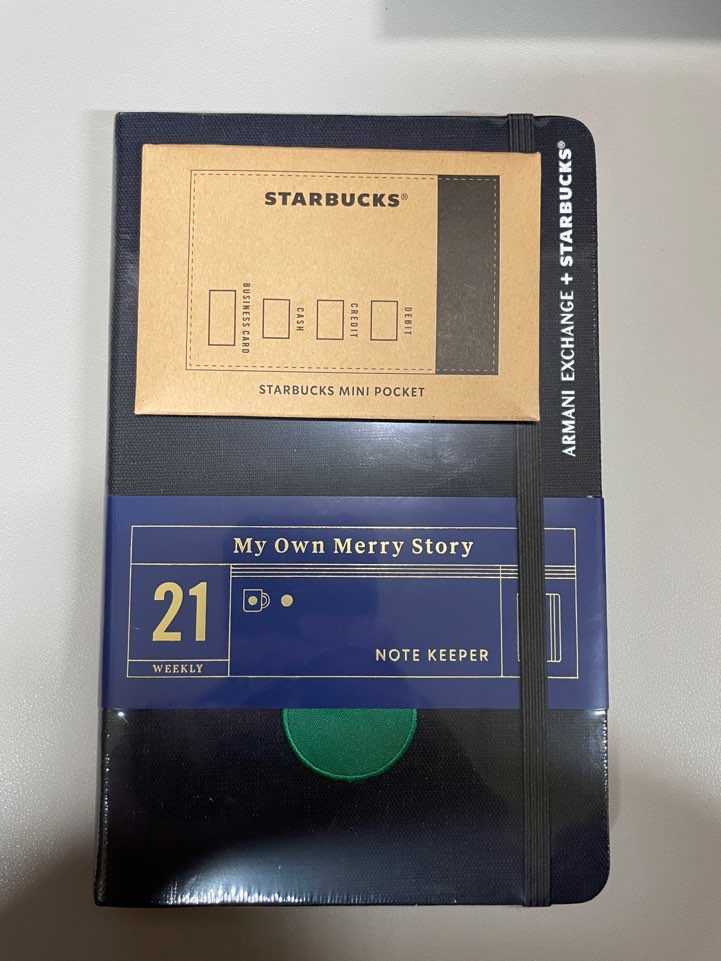 STARBUCKS®
BUSINESS CARD
CASH
CREDIT
DEBIT
STARBUCKS MINI POCKET
ARMANI EXCHANGE + STARBUCKS®
My Own Merry Story
21
WEEKLY
NOTE KEEPER